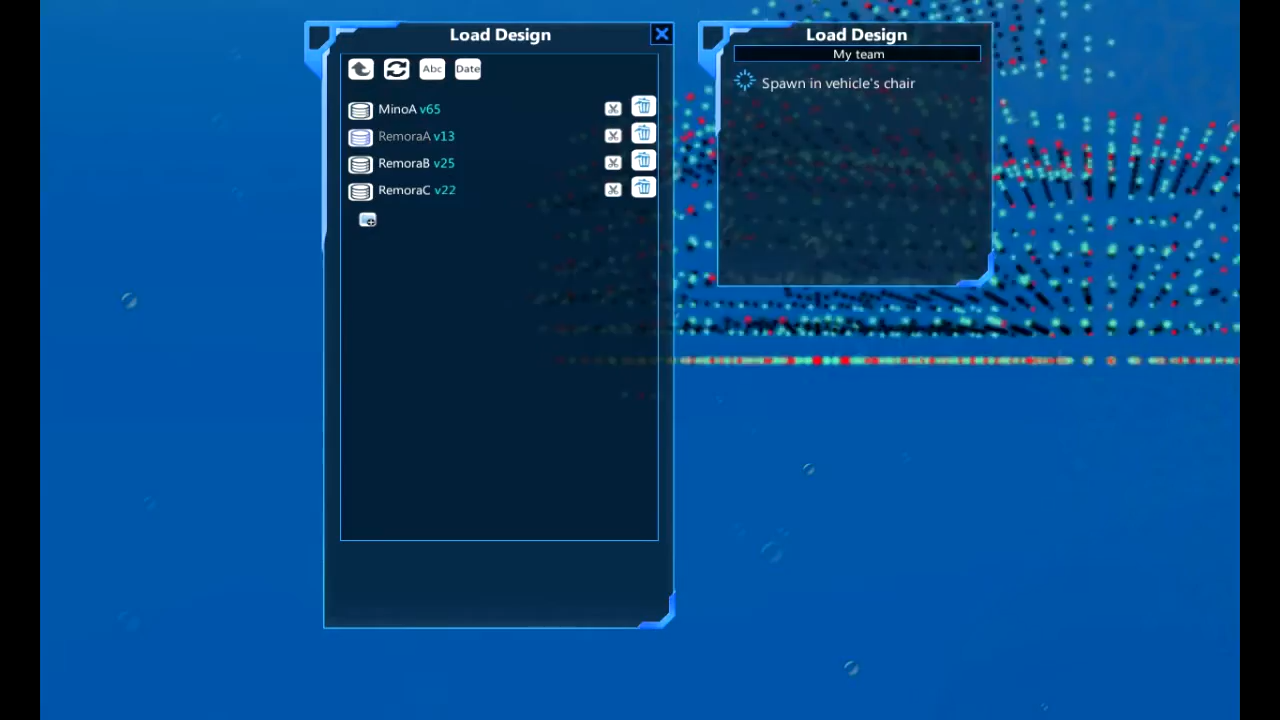 Load Design
Abc Date
MinoA v65
RemoraA v13
RemoraB v25
RemoraC v22
Load Design
My team
Spawn in vehicle's chair